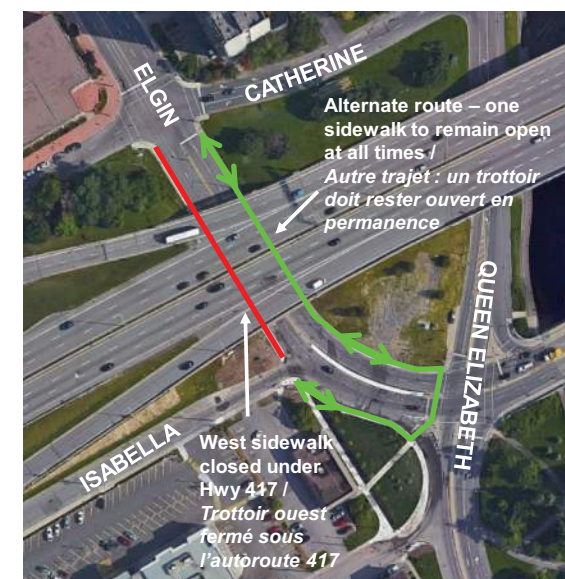 ELGIN
CATHERINE
Alternate route – one
sidewalk to remain open
at all times /
Autre trajet : un trottoir
doit rester ouvert en
permanence
QUEEN ELIZABETH
ISABELLA
West sidewalk
closed under
Hwy 417 /
Trottoir ouest
fermé sous
l’autoroute 417